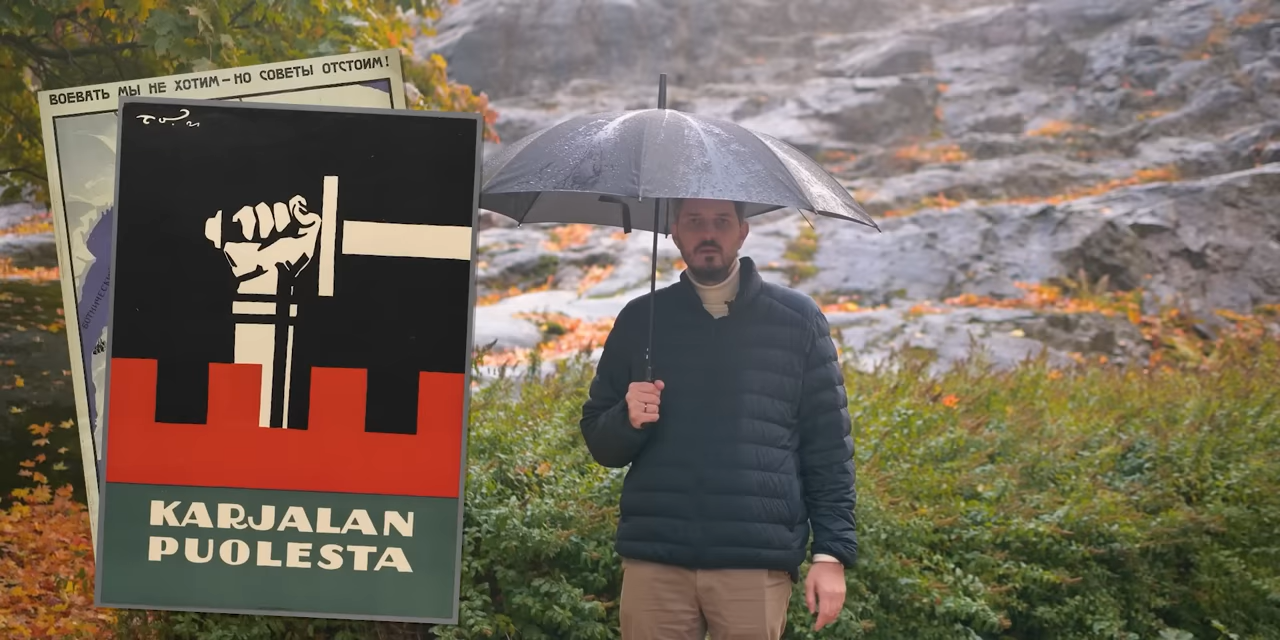 ВОЕВАТЬ МЫ НЕ ХОТИМ — НО СОВЕТЫ ОТСТОИМ!
KARJALAN
PUOLESTA